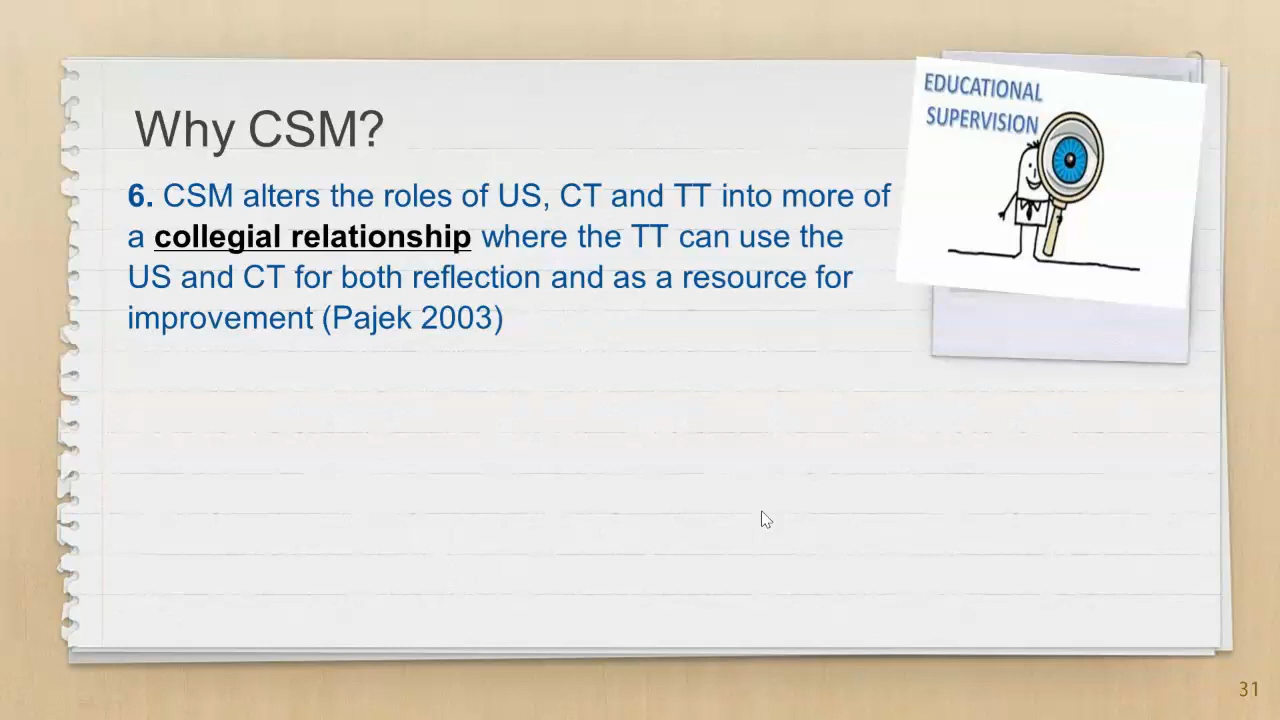 Why CSM?
6. CSM alters the roles of US, CT and TT into more of
a collegial relationship where the TT can use the
US and CT for both reflection and as a resource for
improvement (Pajek 2003)
EDUCATIONAL
SUPERVISION
31